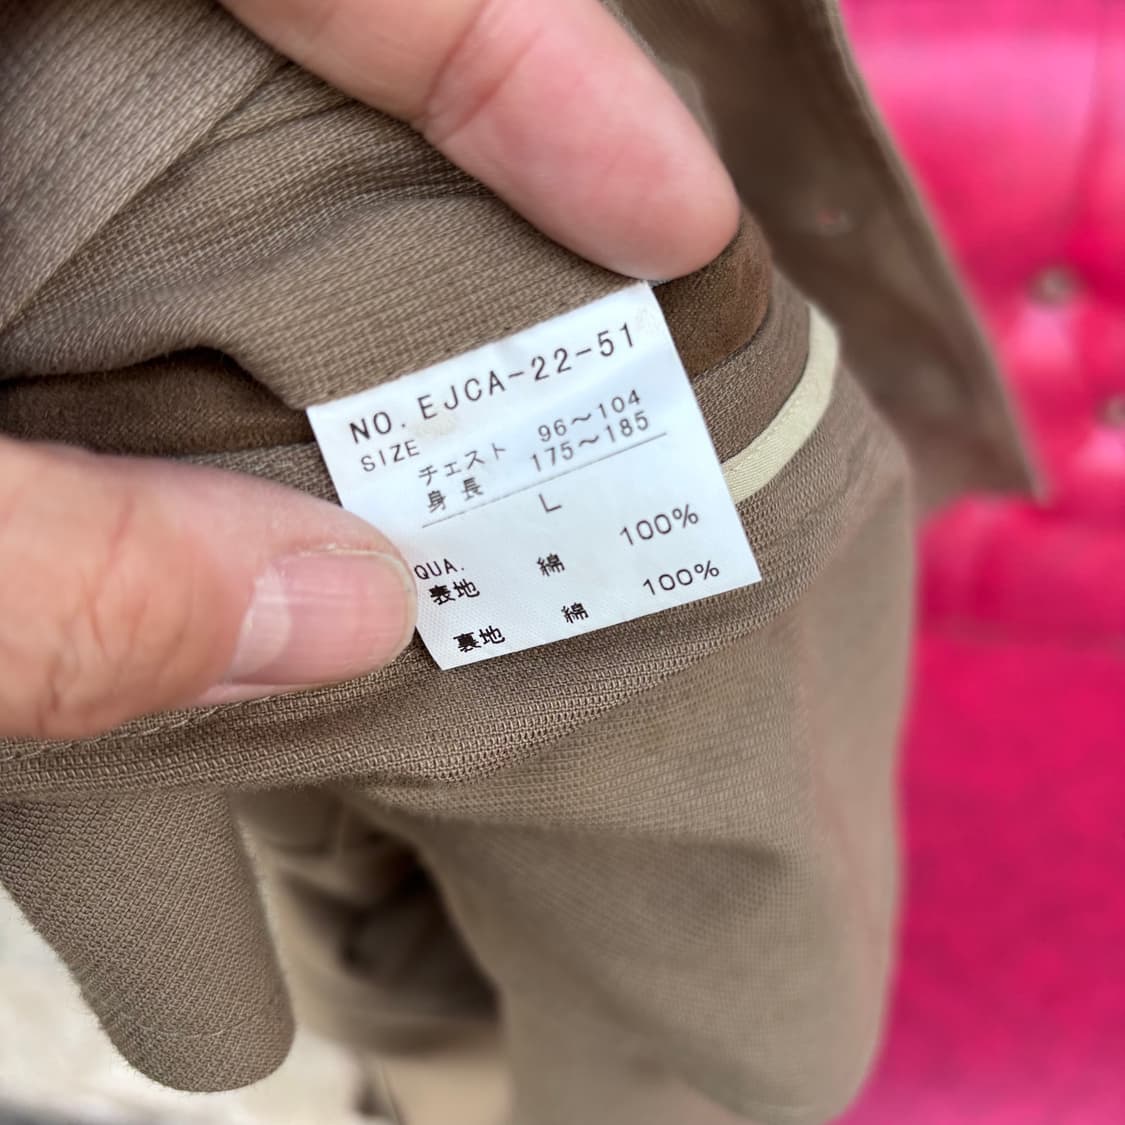 NO. EJCA-22-51
SIZE
チェスト 96〜104
身長 175〜185
L
QUA.
表地 綿 100%
裏地 綿 100%